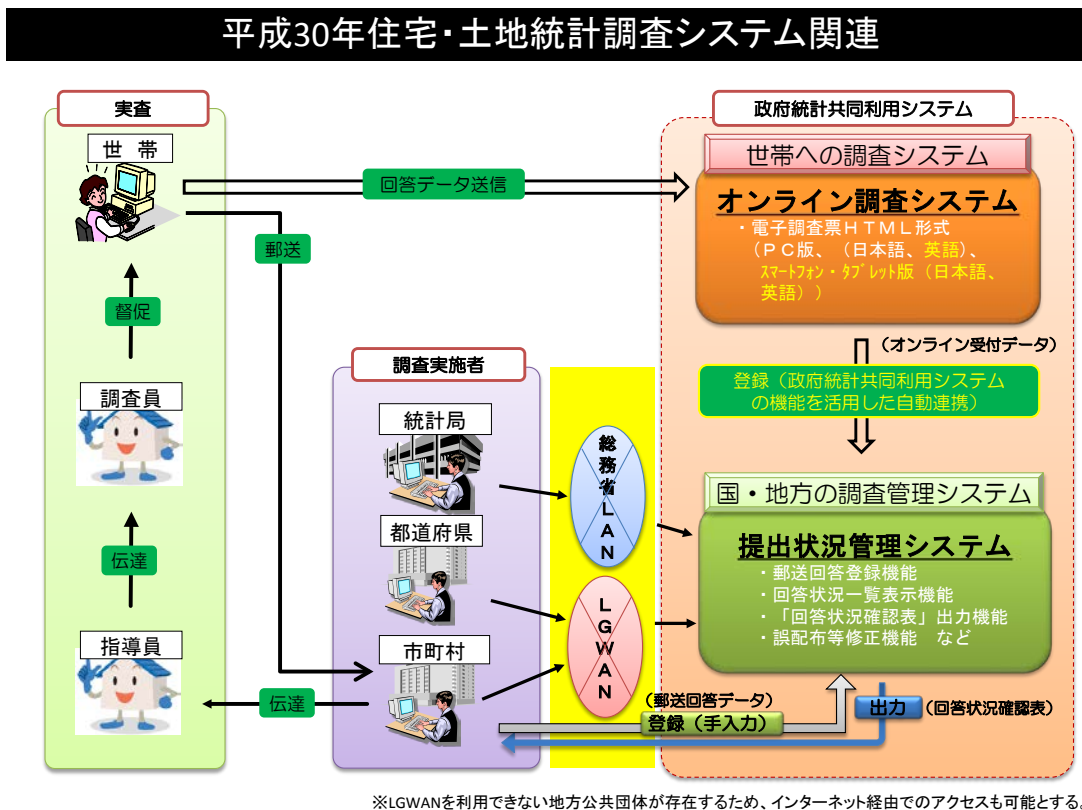 平成30年住宅・土地統計調査システム関連
実査
世　帯
督促
調査員
伝達
指導員
回答データ送信
郵送
伝達
調査実施者
統計局
都道府県
市町村
総務省LAN
LGWAN
政府統計共同利用システム
世帯への調査システム
オンライン調査システム
・電子調査票ＨＴＭＬ形式
（ＰＣ版、（日本語、英語）、
ｽﾏｰﾄﾌｫﾝ・ﾀﾌﾞﾚｯﾄ版（日本語、
英語））
（オンライン受付データ）
登録（政府統計共同利用システム
の機能を活用した自動連携）
国・地方の調査管理システム
提出状況管理システム
・郵送回答登録機能
・回答状況一覧表示機能
・「回答状況確認表」出力機能
・誤配布等修正機能　など
（郵送回答データ）
登録（手入力）
出力
（回答状況確認表）
※LGWANを利用できない地方公共団体が存在するため、インターネット経由でのアクセスも可能とする。